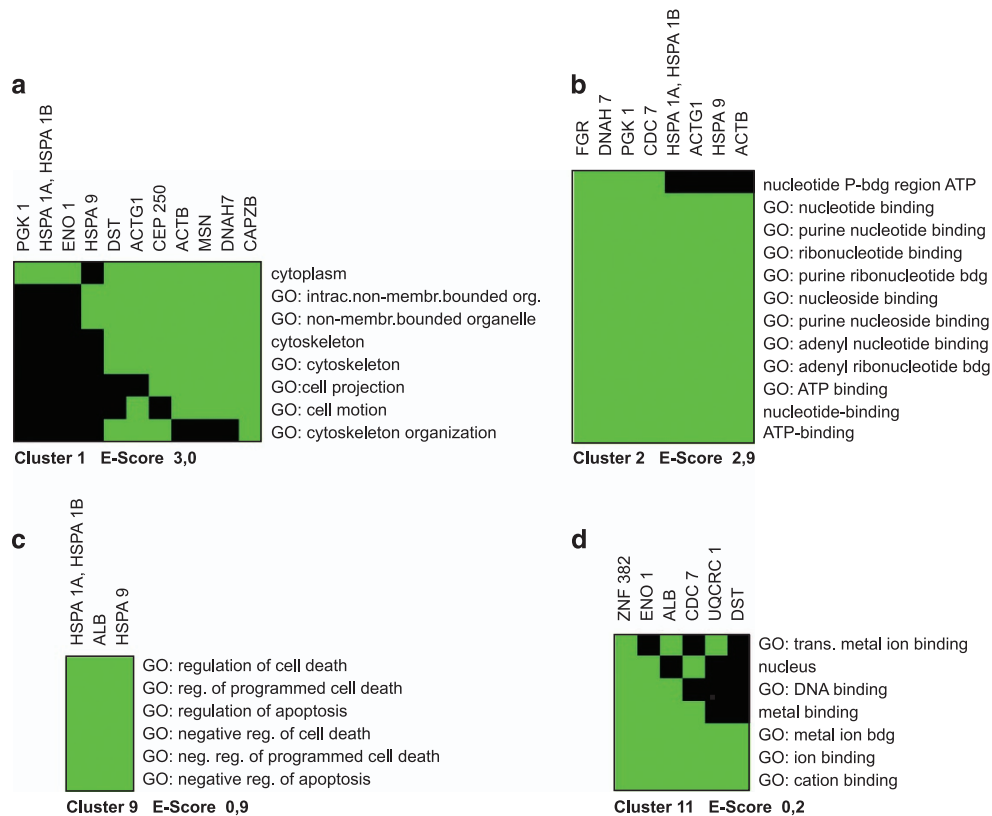 a
PGK 1
HSPA 1A, HSPA 1B
ENO 1
HSPA 9
DST
ACTG1
CEP 250
ACTB
MSN
DNAH7
CAPZB
cytoplasm
GO: intrac.non-membr.bounded org.
GO: non-membr.bounded organelle
cytoskeleton
GO: cytoskeleton
GO:cell projection
GO: cell motion
GO: cytoskeleton organization
Cluster 1 E-Score 3,0
b
FGR
DNAH 7
PGK 1
CDC 7
HSPA 1A, HSPA 1B
ACTG1
HSPA 9
ACTB
nucleotide P-bdg region ATP
GO: nucleotide binding
GO: purine nucleotide binding
GO: ribonucleotide binding
GO: purine ribonucleotide bdg
GO: nucleoside binding
GO: purine nucleoside binding
GO: adenyl nucleotide binding
GO: adenyl ribonucleotide bdg
GO: ATP binding
nucleotide-binding
ATP-binding
Cluster 2 E-Score 2,9
c
HSPA 1A, HSPA 1B
ALB
HSPA 9
GO: regulation of cell death
GO: reg. of programmed cell death
GO: regulation of apoptosis
GO: negative reg. of cell death
GO: neg. reg. of programmed cell death
GO: negative reg. of apoptosis
Cluster 9 E-Score 0,9
d
ZNF 382
ENO 1
ALB
CDC 7
UQCRC 1
DST
GO: trans. metal ion binding
nucleus
GO: DNA binding
metal binding
GO: metal ion bdg
GO: ion binding
GO: cation binding
Cluster 11 E-Score 0,2